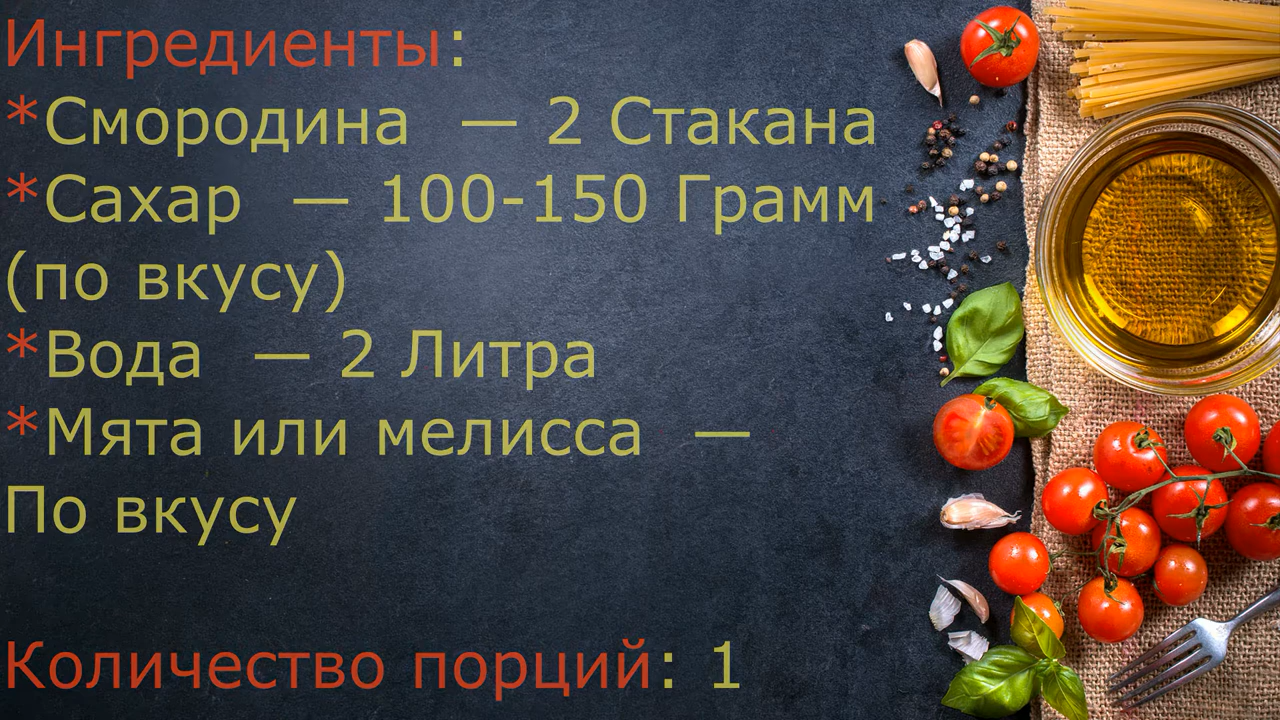 Ингредиенты:
*Смородина — 2 Стакана
*Сахар — 100-150 Грамм
(по вкусу)
*Вода — 2 Литра
*Мята или мелисса —
По вкусу
Количество порций: 1